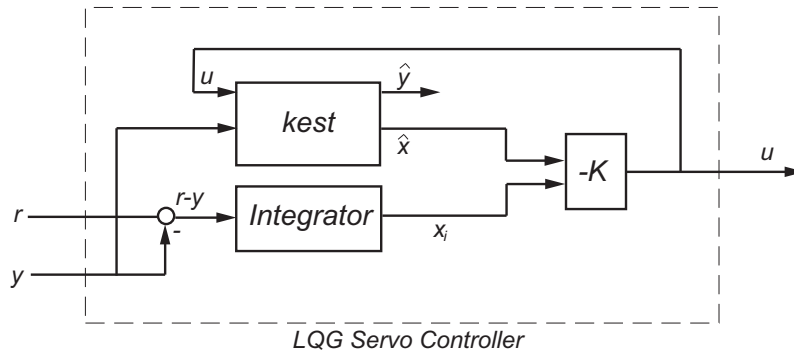 u
ŷ
kest
x̂
-K
u
r
r-y
-
Integrator
xᵢ
y
LQG Servo Controller